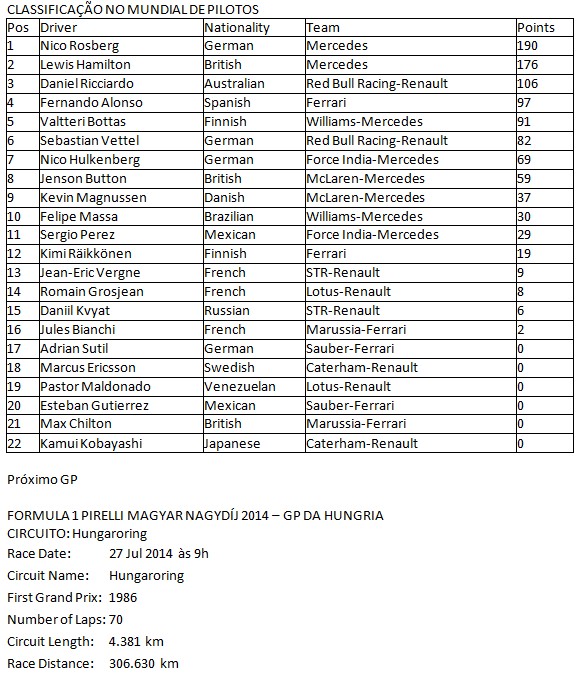 CLASSIFICAÇÃO NO MUNDIAL DE PILOTOS
Pos Driver Nationality Team Points
1 Nico Rosberg German Mercedes 190
2 Lewis Hamilton British Mercedes 176
3 Daniel Ricciardo Australian Red Bull Racing-Renault 106
4 Fernando Alonso Spanish Ferrari 97
5 Valtteri Bottas Finnish Williams-Mercedes 91
6 Sebastian Vettel German Red Bull Racing-Renault 82
7 Nico Hulkenberg German Force India-Mercedes 69
8 Jenson Button British McLaren-Mercedes 59
9 Kevin Magnussen Danish McLaren-Mercedes 37
10 Felipe Massa Brazilian Williams-Mercedes 30
11 Sergio Perez Mexican Force India-Mercedes 29
12 Kimi Räikkönen Finnish Ferrari 19
13 Jean-Eric Vergne French STR-Renault 9
14 Romain Grosjean French Lotus-Renault 8
15 Daniil Kvyat Russian STR-Renault 6
16 Jules Bianchi French Marussia-Ferrari 2
17 Adrian Sutil German Sauber-Ferrari 0
18 Marcus Ericsson Swedish Caterham-Renault 0
19 Pastor Maldonado Venezuelan Lotus-Renault 0
20 Esteban Gutierrez Mexican Sauber-Ferrari 0
21 Max Chilton British Marussia-Ferrari 0
22 Kamui Kobayashi Japanese Caterham-Renault 0
Próximo GP
FORMULA 1 PIRELLI MAGYAR NAGYDÍJ 2014 – GP DA HUNGRIA
CIRCUITO: Hungaroring
Race Date: 27 Jul 2014 às 9h
Circuit Name: Hungaroring
First Grand Prix: 1986
Number of Laps: 70
Circuit Length: 4.381 km
Race Distance: 306.630 km